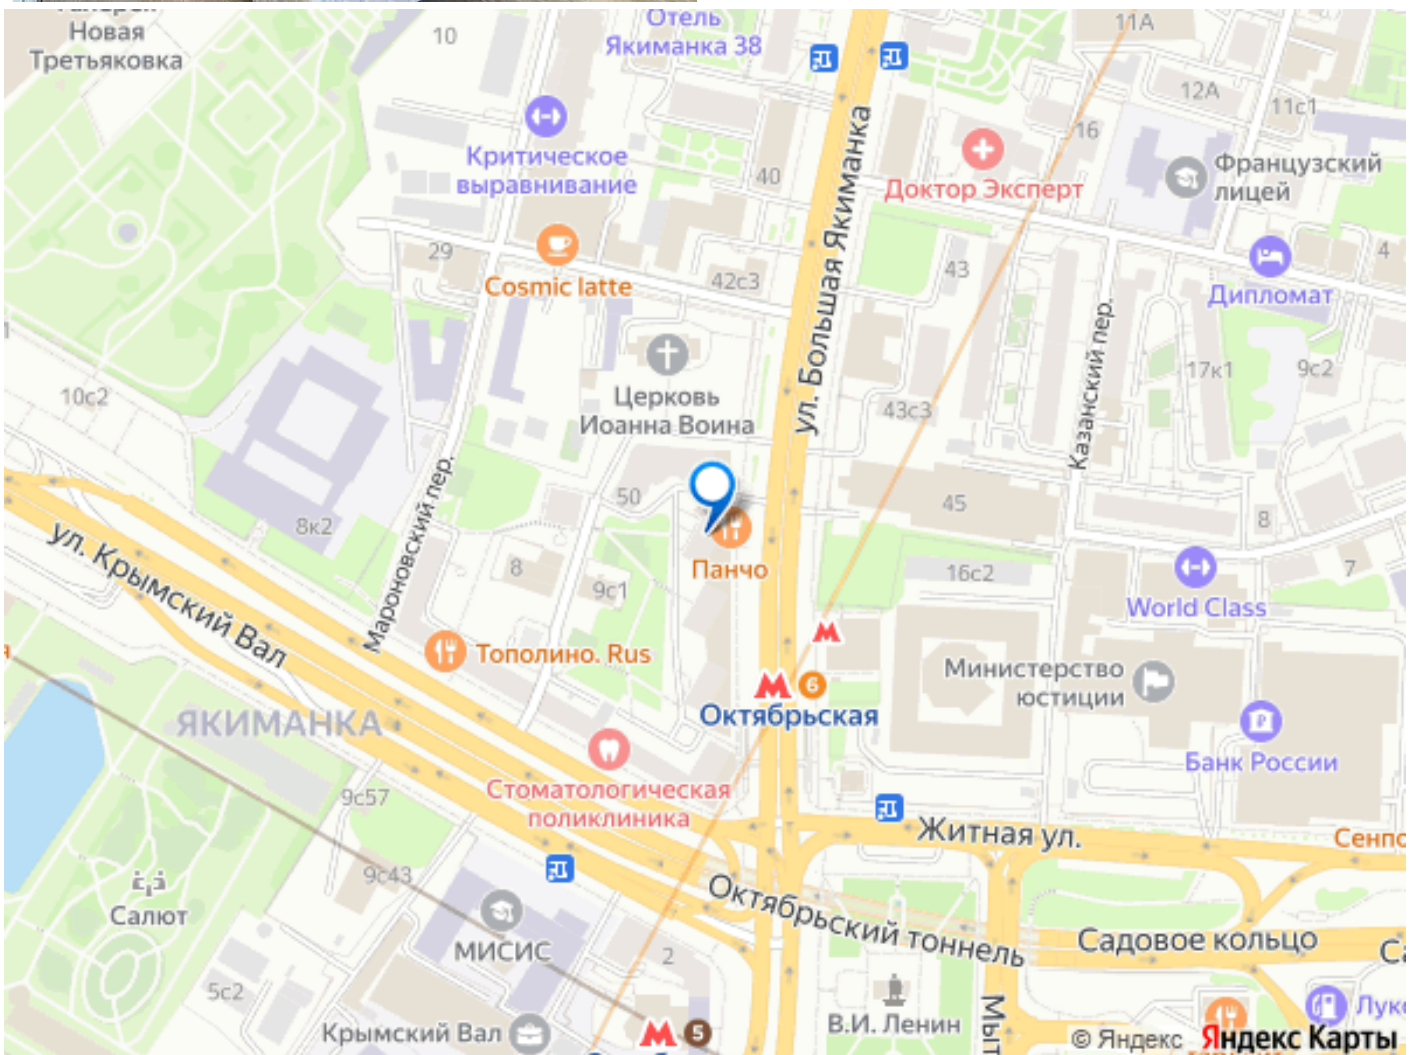 Новая
Третьяковка
10
Отель
Якиманка 38
11А
12А
11с1
16
Критическое
выравнивание
40
Доктор Эксперт
Французский
лицей
ул. Большая Якиманка
29
Cosmic latte
42с3
43
Дипломат
4
Казанский пер.
17к1
9с2
10с2
Церковь
Иоанна Воина
43с3
Мароновский пер.
50
45
8
8к2
ул. Крымский Вал
8
9с1
Панчо
16с2
7
World Class
Тополино. Rus
Министерство
юстиции
6
Октябрьская
ЯКИМАНКА
Банк России
Стоматологическая
поликлиника
9с57
Житная ул.
9с43
Салют
МИСИС
Октябрьский тоннель
Садовое кольцо
2
5с2
Крымский Вал
5
В.И. Ленин
© Яндекс Яндекс Карты